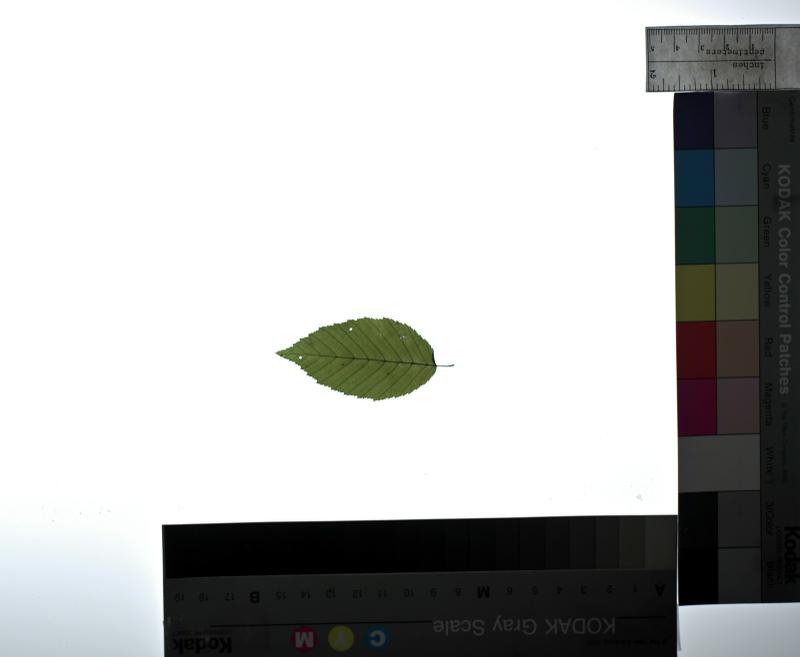 centimeters
5 4 3 2 1
inches
2 1
KODAK Color Control Patches
Blue
Cyan
Green
Yellow
Red
Magenta
White
3/Color
Black
Kodak
KODAK Gray Scale
A 1 2 3 4 5 6 M 8 9 10 11 12 13 14 15 B 17 18 19
C Y M
Kodak